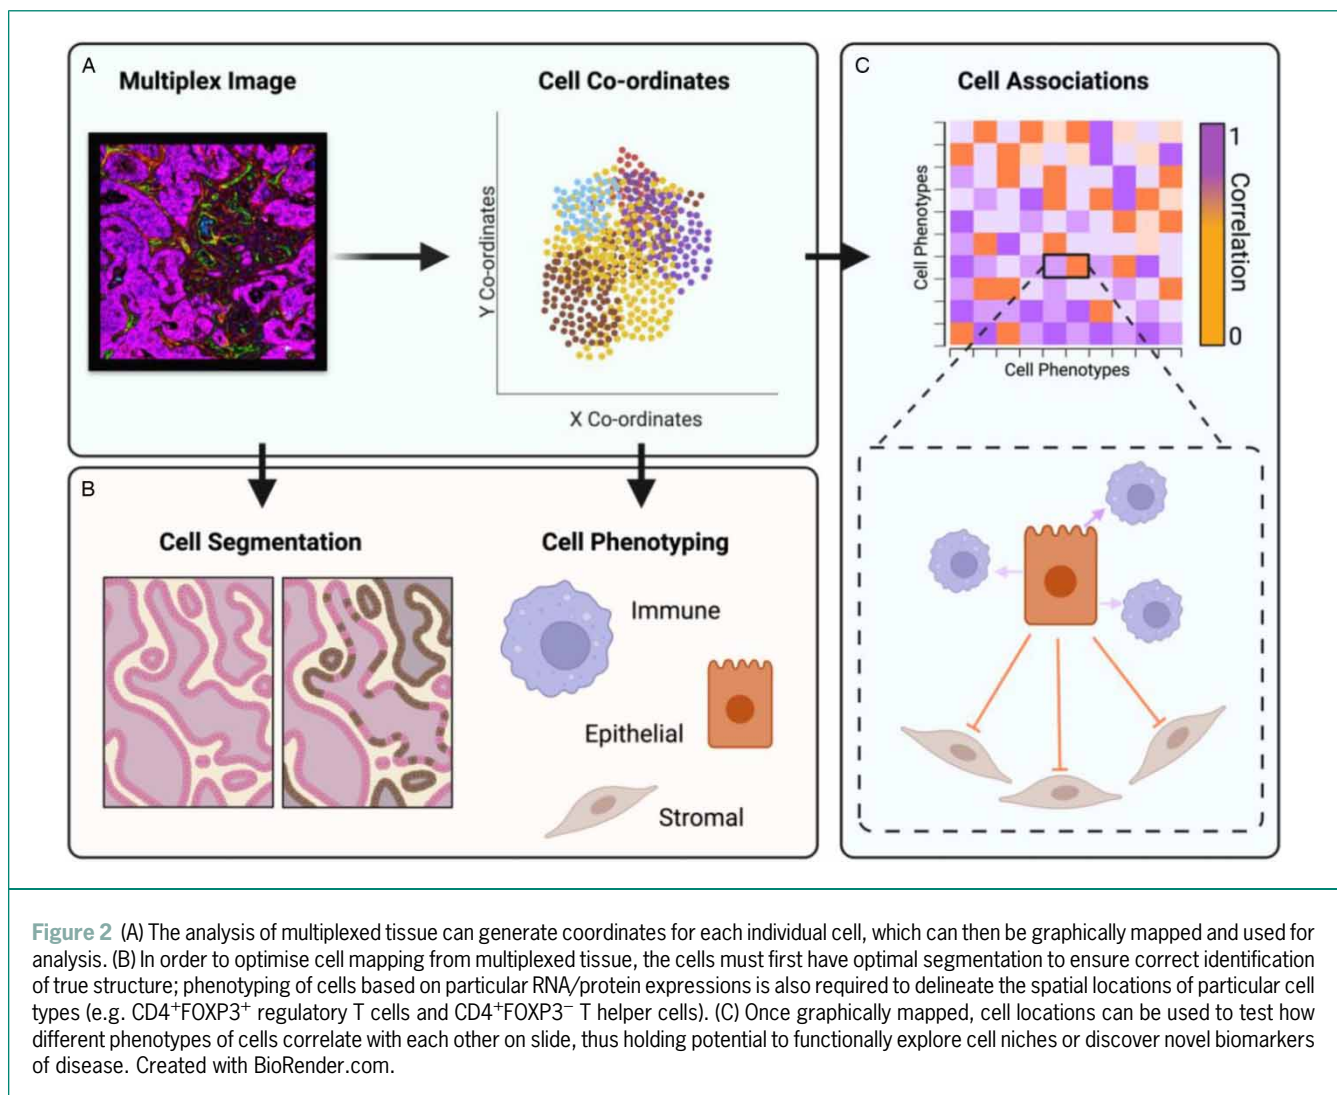 A
Multiplex Image
Cell Co-ordinates
Y Co-ordinates
X Co-ordinates
B
Cell Segmentation
Cell Phenotyping
Immune
Epithelial
Stromal
C
Cell Associations
Cell Phenotypes
Cell Phenotypes
1
Correlation
0
Figure 2 (A) The analysis of multiplexed tissue can generate coordinates for each individual cell, which can then be graphically mapped and used for
analysis. (B) In order to optimise cell mapping from multiplexed tissue, the cells must first have optimal segmentation to ensure correct identification
of true structure; phenotyping of cells based on particular RNA/protein expressions is also required to delineate the spatial locations of particular cell
types (e.g. CD4⁺FOXP3⁺ regulatory T cells and CD4⁺FOXP3⁻ T helper cells). (C) Once graphically mapped, cell locations can be used to test how
different phenotypes of cells correlate with each other on slide, thus holding potential to functionally explore cell niches or discover novel biomarkers
of disease. Created with BioRender.com.